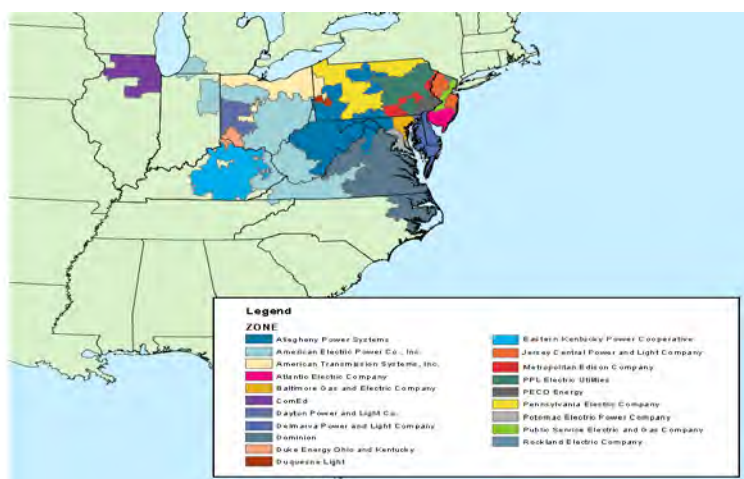 Legend
ZONE
Allegheny Power Systems
American Electric Power Co., Inc.
American Transmission Systems, Inc.
Atlantic Electric Company
Baltimore Gas and Electric Company
ComEd
Dayton Power and Light Co.
Delmarva Power and Light Company
Dominion
Duke Energy Ohio and Kentucky
Duquesne Light
Eastern Kentucky Power Cooperative
Jersey Central Power and Light Company
Metropolitan Edison Company
PPL Electric Utilities
PECO Energy
Pennsylvania Electric Company
Potomac Electric Power Company
Public Service Electric and Gas Company
Rockland Electric Company